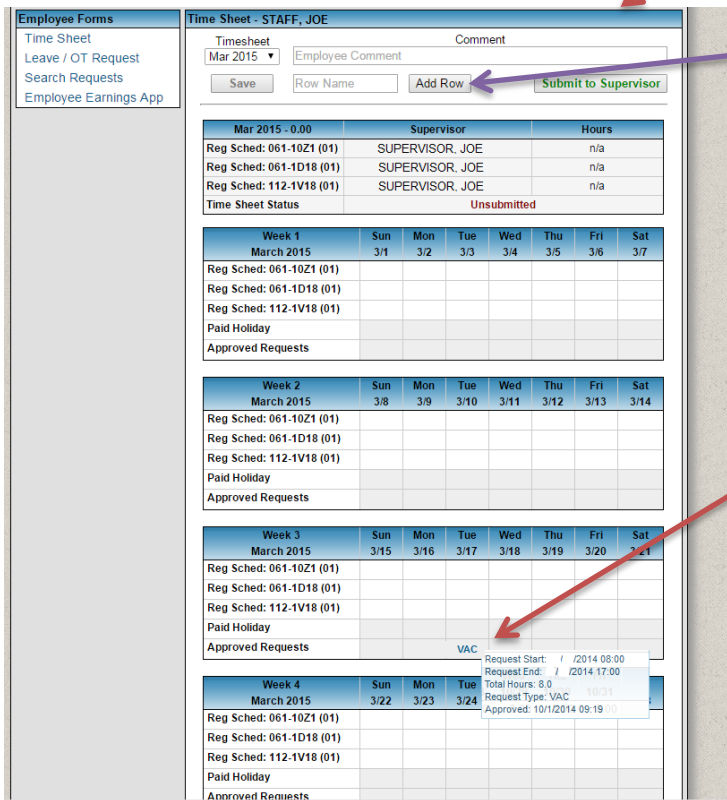 Employee Forms
Time Sheet
Leave / OT Request
Search Requests
Employee Earnings App
Time Sheet - STAFF, JOE
Timesheet Comment
Mar 2015 Employee Comment
Save Row Name Add Row Submit to Supervisor
Mar 2015 - 0.00 Supervisor Hours
Reg Sched: 061-10Z1 (01) SUPERVISOR, JOE n/a
Reg Sched: 061-1D18 (01) SUPERVISOR, JOE n/a
Reg Sched: 112-1V18 (01) SUPERVISOR, JOE n/a
Time Sheet Status Unsubmitted
Week 1 Sun Mon Tue Wed Thu Fri Sat
March 2015 3/1 3/2 3/3 3/4 3/5 3/6 3/7
Reg Sched: 061-10Z1 (01)
Reg Sched: 061-1D18 (01)
Reg Sched: 112-1V18 (01)
Paid Holiday
Approved Requests
Week 2 Sun Mon Tue Wed Thu Fri Sat
March 2015 3/8 3/9 3/10 3/11 3/12 3/13 3/14
Reg Sched: 061-10Z1 (01)
Reg Sched: 061-1D18 (01)
Reg Sched: 112-1V18 (01)
Paid Holiday
Approved Requests
Week 3 Sun Mon Tue Wed Thu Fri Sat
March 2015 3/15 3/16 3/17 3/18 3/19 3/20 3/21
Reg Sched: 061-10Z1 (01)
Reg Sched: 061-1D18 (01)
Reg Sched: 112-1V18 (01)
Paid Holiday
Approved Requests VAC
Request Start: / /2014 08:00
Request End: / /2014 17:00
Total Hours: 8.0
Request Type: VAC
Approved: 10/1/2014 09:19
Week 4 Sun Mon Tue
March 2015 3/22 3/23 3/24 10/31
Reg Sched: 061-10Z1 (01)
Reg Sched: 061-1D18 (01)
Reg Sched: 112-1V18 (01)
Paid Holiday
Approved Requests